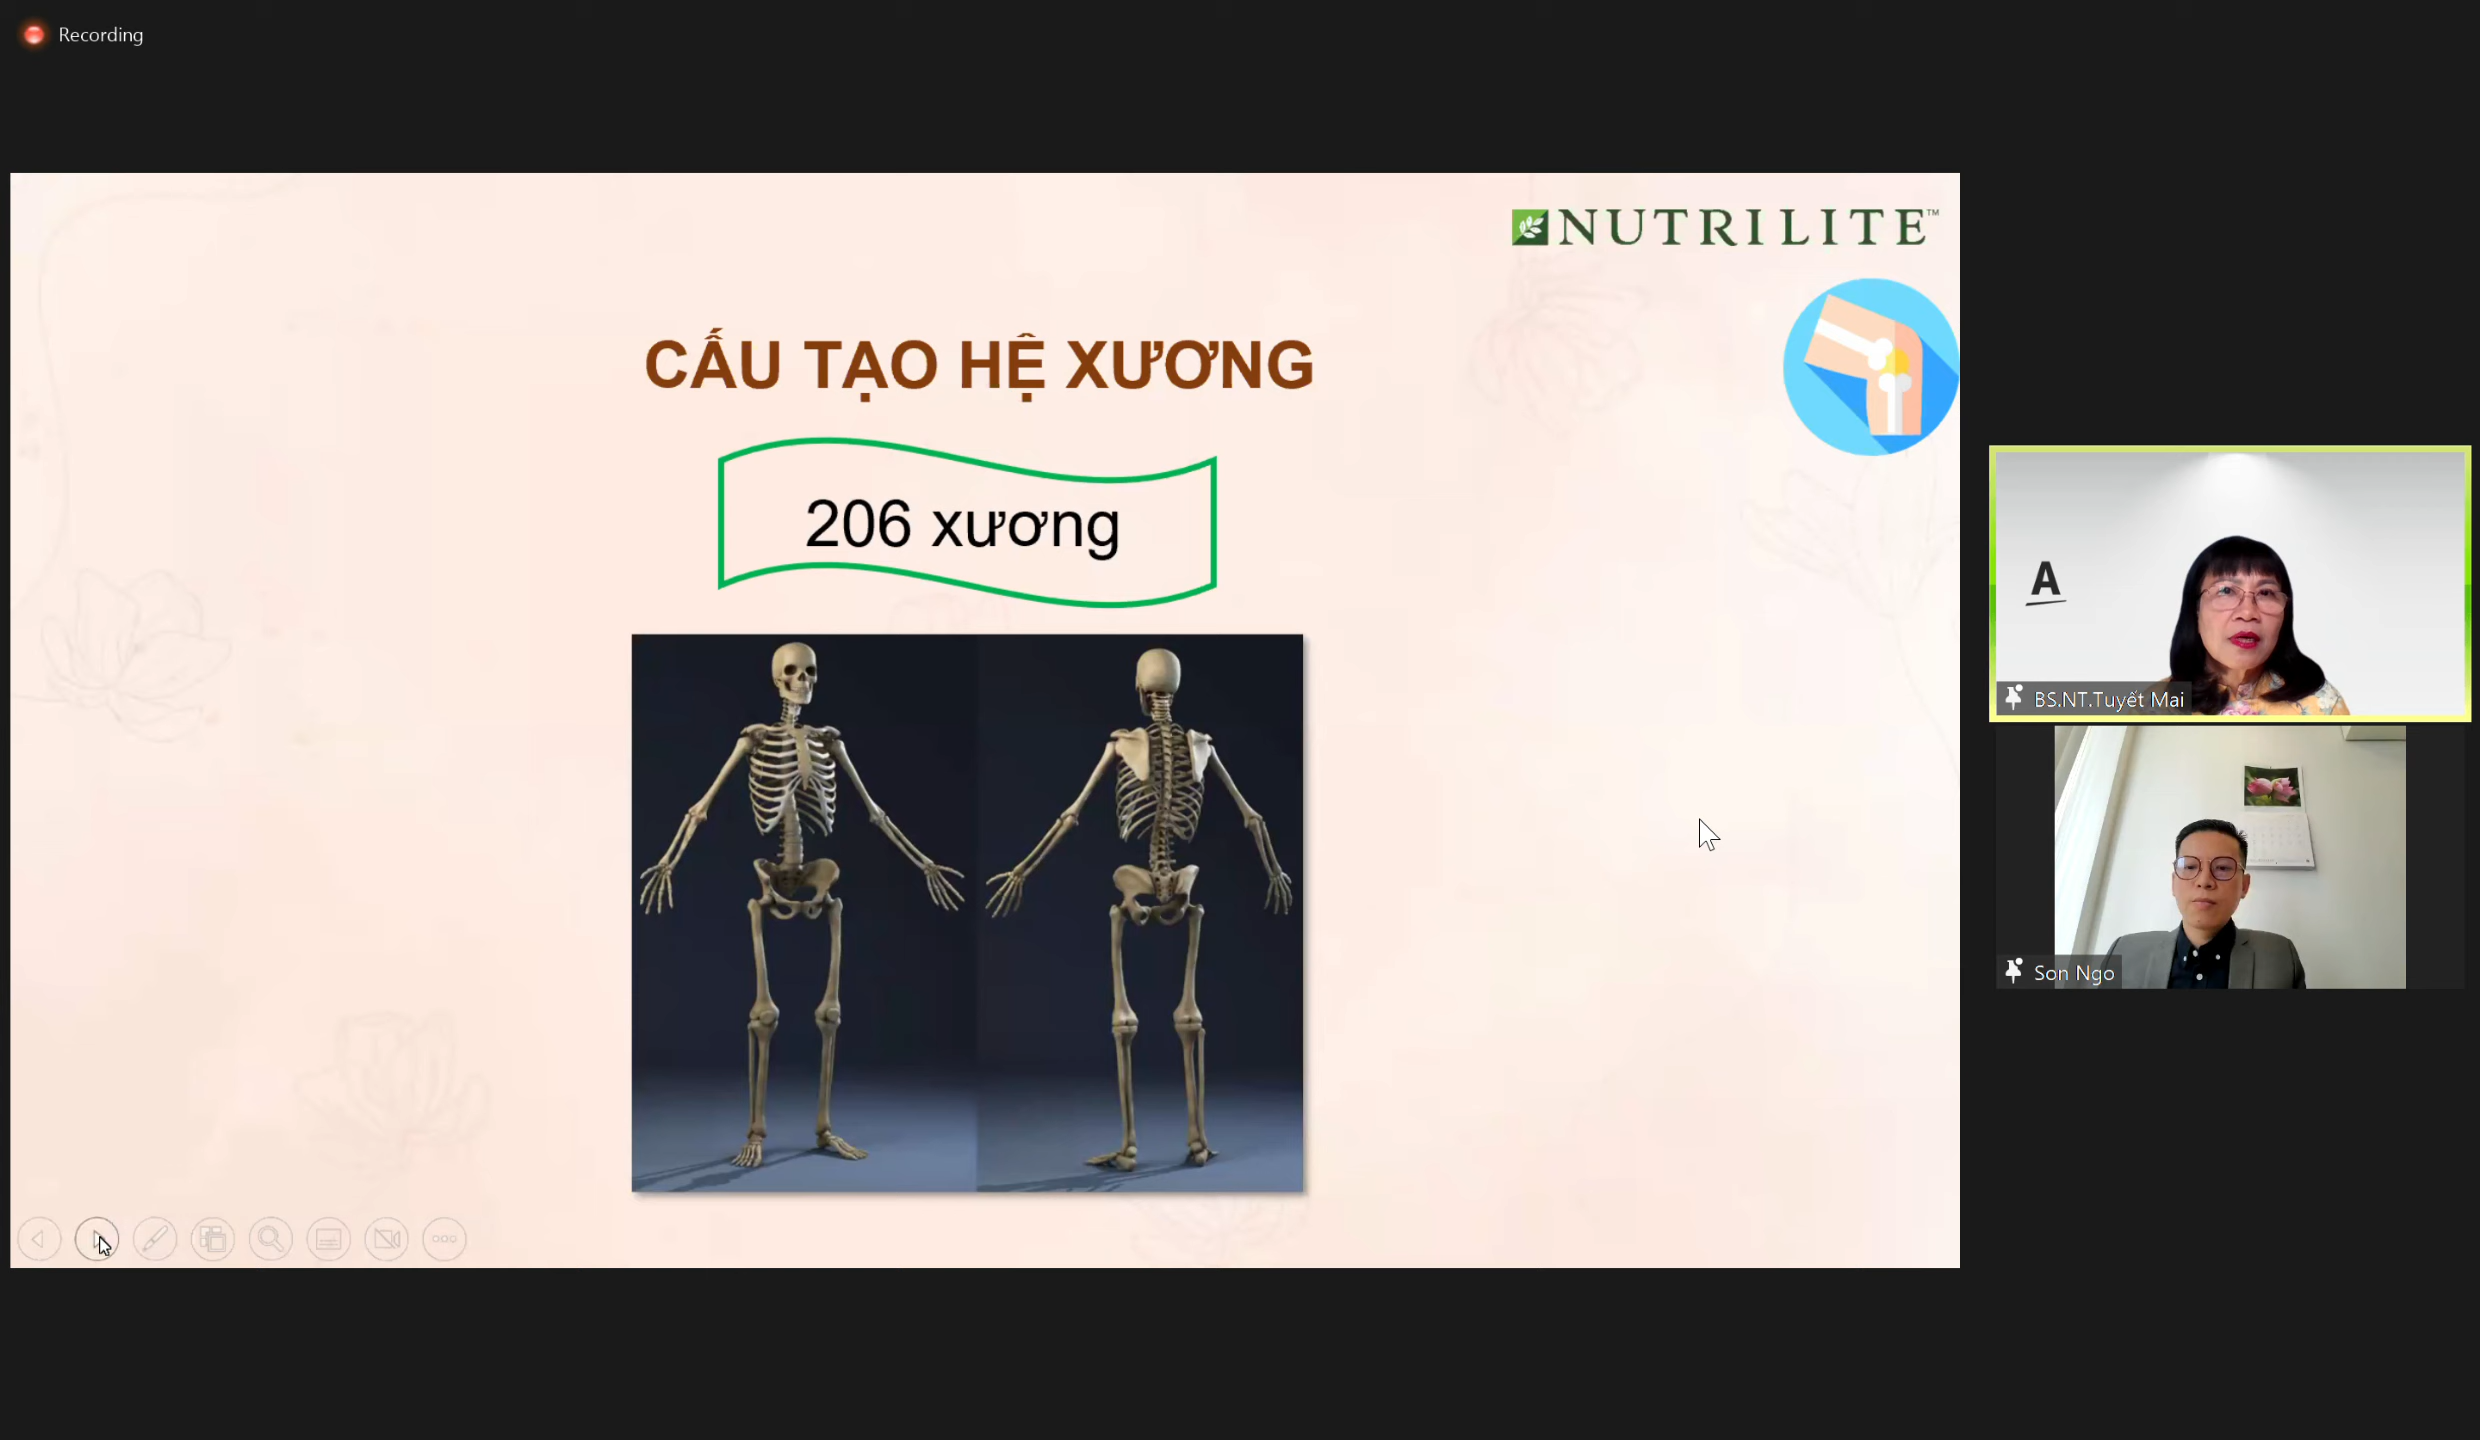 Recording
NUTRILITE™
CẤU TẠO HỆ XƯƠNG
206 xương
A
BS.NT.Tuyết Mai
Son Ngo